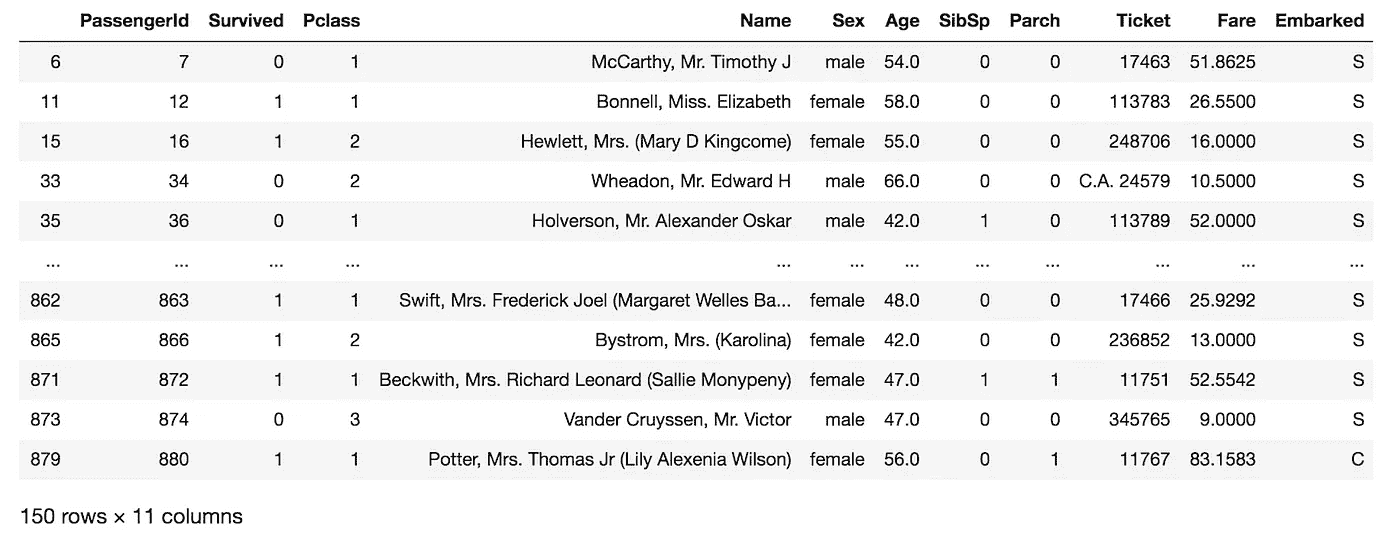 PassengerId Survived Pclass Name Sex Age SibSp Parch Ticket Fare Embarked
6 7 0 1 McCarthy, Mr. Timothy J male 54.0 0 0 17463 51.8625 S
11 12 1 1 Bonnell, Miss. Elizabeth female 58.0 0 0 113783 26.5500 S
15 16 1 2 Hewlett, Mrs. (Mary D Kingcome) female 55.0 0 0 248706 16.0000 S
33 34 0 2 Wheadon, Mr. Edward H male 66.0 0 0 C.A. 24579 10.5000 S
35 36 0 1 Holverson, Mr. Alexander Oskar male 42.0 1 0 113789 52.0000 S
... ... ... ... ... ... ... ... ... ... ... ...
862 863 1 1 Swift, Mrs. Frederick Joel (Margaret Welles Ba... female 48.0 0 0 17466 25.9292 S
865 866 1 2 Bystrom, Mrs. (Karolina) female 42.0 0 0 236852 13.0000 S
871 872 1 1 Beckwith, Mrs. Richard Leonard (Sallie Monypeny) female 47.0 1 1 11751 52.5542 S
873 874 0 3 Vander Cruyssen, Mr. Victor male 47.0 0 0 345765 9.0000 S
879 880 1 1 Potter, Mrs. Thomas Jr (Lily Alexenia Wilson) female 56.0 0 1 11767 83.1583 C
150 rows × 11 columns